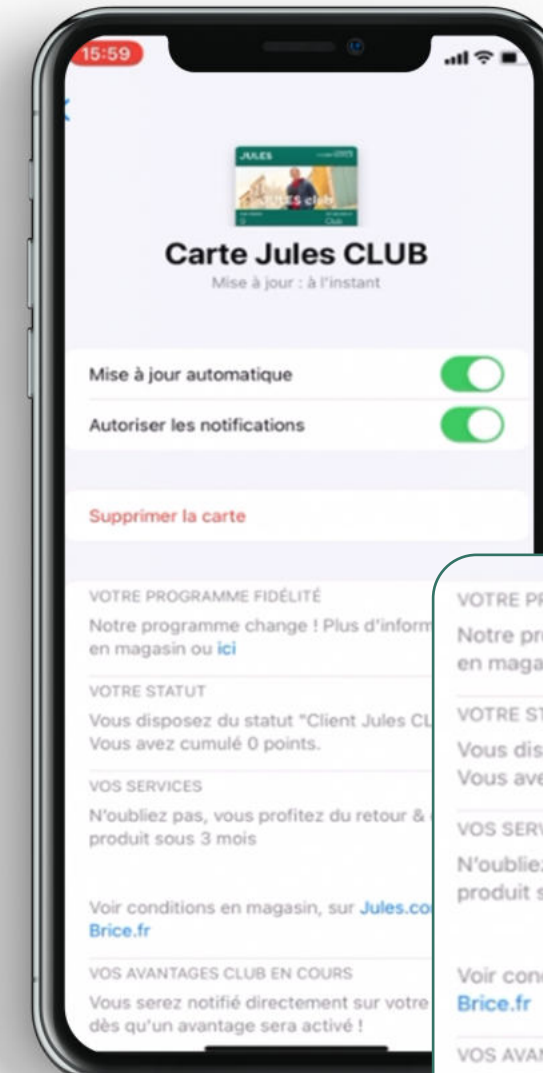 15:59
JULES
JULES club
0
Club
Carte Jules CLUB
Mise à jour : à l'instant
Mise à jour automatique
Autoriser les notifications
Supprimer la carte
VOTRE PROGRAMME FIDÉLITÉ
Notre programme change ! Plus d'inform
en magasin ou ici
VOTRE STATUT
Vous disposez du statut "Client Jules CL
Vous avez cumulé 0 points.
VOS SERVICES
N'oubliez pas, vous profitez du retour &
produit sous 3 mois
Voir conditions en magasin, sur Jules.co
Brice.fr
VOS AVANTAGES CLUB EN COURS
Vous serez notifié directement sur votre
dès qu'un avantage sera activé !
VOTRE PR
Notre pr
en maga
VOTRE ST
Vous dis
Vous ave
VOS SERV
N'oubliez
produit s
Voir cond
Brice.fr
VOS AVAN